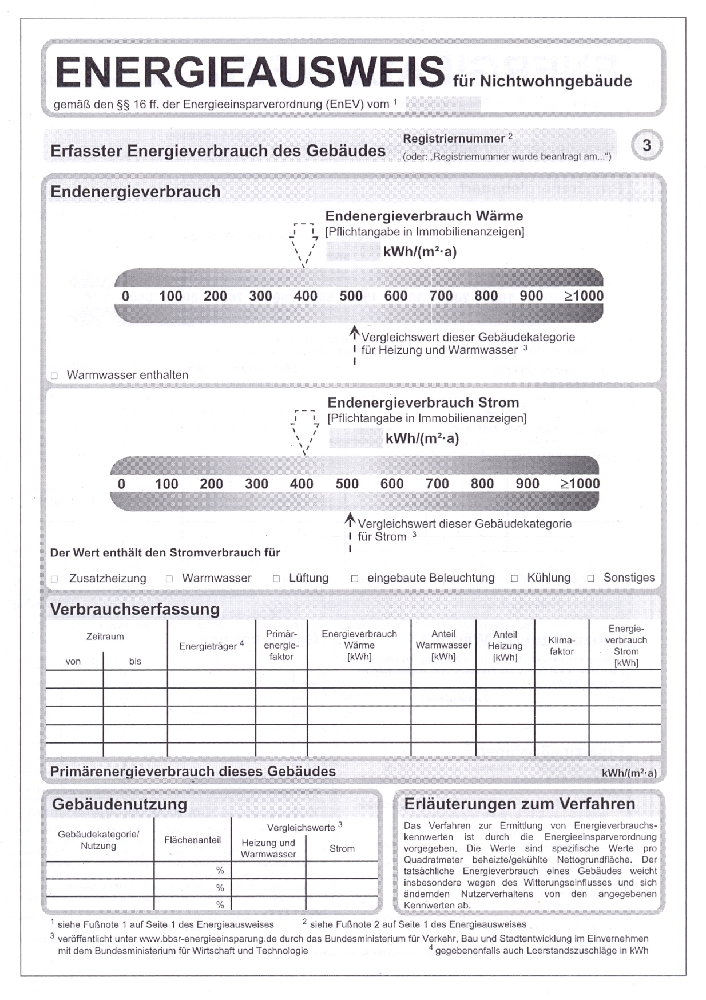 ENERGIEAUSWEIS für Nichtwohngebäude
gemäß den §§ 16 ff. der Energieeinsparverordnung (EnEV) vom ¹
Erfasster Energieverbrauch des Gebäudes
Registriernummer ²
(oder: „Registriernummer wurde beantragt am...“)
3
Endenergieverbrauch
Endenergieverbrauch Wärme
[Pflichtangabe in Immobilienanzeigen]
kWh/(m²·a)
0 100 200 300 400 500 600 700 800 900 ≥1000
Vergleichswert dieser Gebäudekategorie
für Heizung und Warmwasser ³
□ Warmwasser enthalten
Endenergieverbrauch Strom
[Pflichtangabe in Immobilienanzeigen]
kWh/(m²·a)
0 100 200 300 400 500 600 700 800 900 ≥1000
Vergleichswert dieser Gebäudekategorie
für Strom ³
Der Wert enthält den Stromverbrauch für
□ Zusatzheizung □ Warmwasser □ Lüftung □ eingebaute Beleuchtung □ Kühlung □ Sonstiges
Verbrauchserfassung
Zeitraum
von bis
Energieträger ⁴
Primär-
energie-
faktor
Energieverbrauch
Wärme
[kWh]
Anteil
Warmwasser
[kWh]
Anteil
Heizung
[kWh]
Klima-
faktor
Energie-
verbrauch
Strom
[kWh]
Primärenergieverbrauch dieses Gebäudes kWh/(m²·a)
Gebäudenutzung
Gebäudekategorie/
Nutzung
Flächenanteil
Vergleichswerte ³
Heizung und
Warmwasser
Strom
%
%
%
Erläuterungen zum Verfahren
Das Verfahren zur Ermittlung von Energieverbrauchs-
kennwerten ist durch die Energieeinsparverordnung
vorgegeben. Die Werte sind spezifische Werte pro
Quadratmeter beheizte/gekühlte Nettogrundfläche. Der
tatsächliche Energieverbrauch eines Gebäudes weicht
insbesondere wegen des Witterungseinflusses und sich
ändernden Nutzerverhaltens von den angegebenen
Kennwerten ab.
¹ siehe Fußnote 1 auf Seite 1 des Energieausweises ² siehe Fußnote 2 auf Seite 1 des Energieausweises
³ veröffentlicht unter www.bbsr-energieeinsparung.de durch das Bundesministerium für Verkehr, Bau und Stadtentwicklung im Einvernehmen
mit dem Bundesministerium für Wirtschaft und Technologie ⁴ gegebenenfalls auch Leerstandszuschläge in kWh